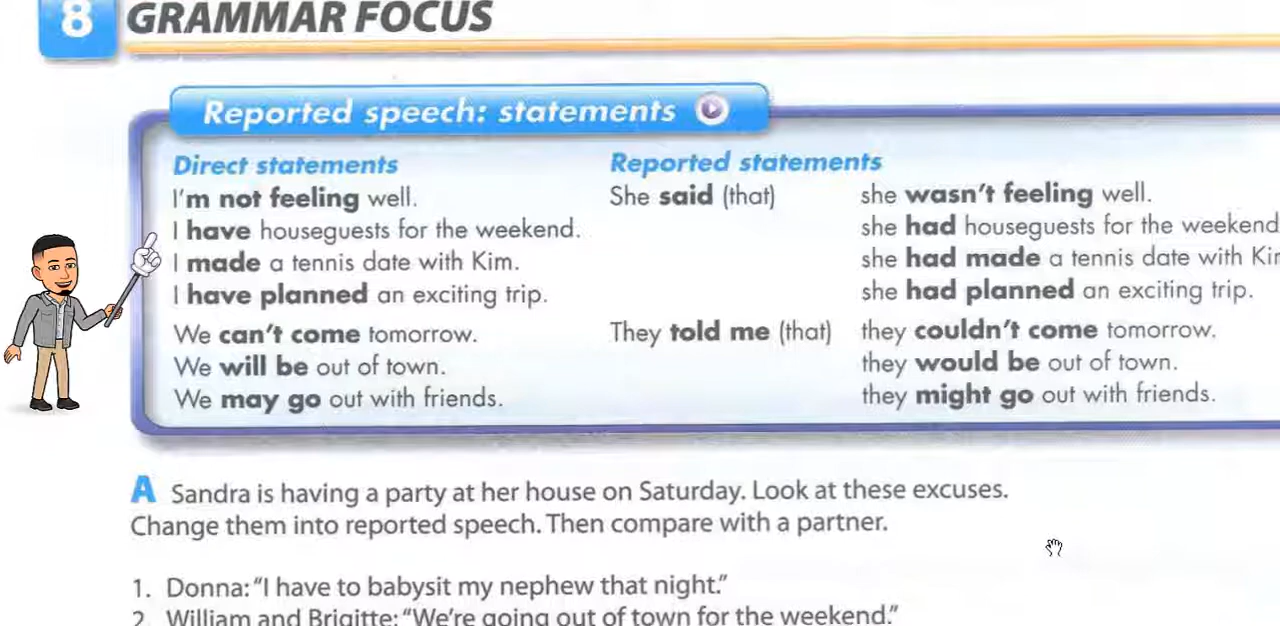 8 GRAMMAR FOCUS
Reported speech: statements
Direct statements Reported statements
I'm not feeling well. She said (that) she wasn't feeling well.
I have houseguests for the weekend. she had houseguests for the weekend
I made a tennis date with Kim. she had made a tennis date with
I have planned an exciting trip. she had planned an exciting trip.
We can't come tomorrow. They told me (that) they couldn't come tomorrow.
We will be out of town. they would be out of town.
We may go out with friends. they might go out with friends.
A Sandra is having a party at her house on Saturday. Look at these excuses.
Change them into reported speech. Then compare with a partner.
1. Donna: "I have to babysit my nephew that night."
2. William and Brigitte: "We're going out of town for the weekend."